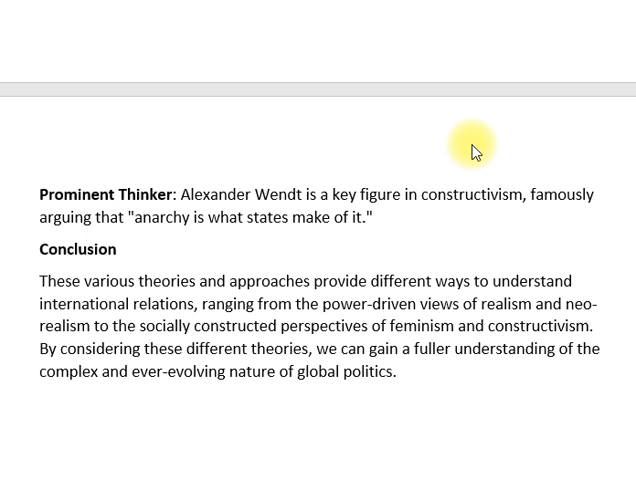 Prominent Thinker: Alexander Wendt is a key figure in constructivism, famously
arguing that "anarchy is what states make of it."
Conclusion
These various theories and approaches provide different ways to understand
international relations, ranging from the power-driven views of realism and neo-
realism to the socially constructed perspectives of feminism and constructivism.
By considering these different theories, we can gain a fuller understanding of the
complex and ever-evolving nature of global politics.